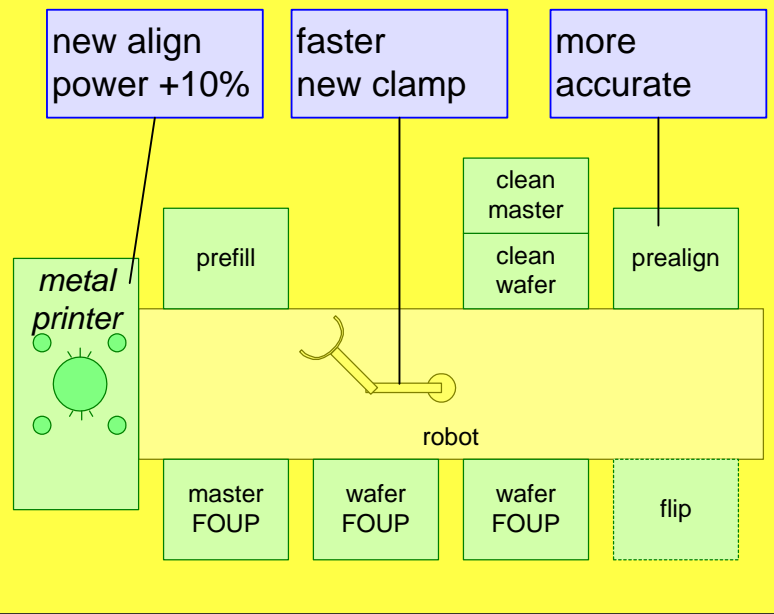 new align
power +10%
faster
new clamp
more
accurate
clean
master
prefill
clean
wafer
prealign
metal
printer
robot
master
FOUP
wafer
FOUP
wafer
FOUP
flip